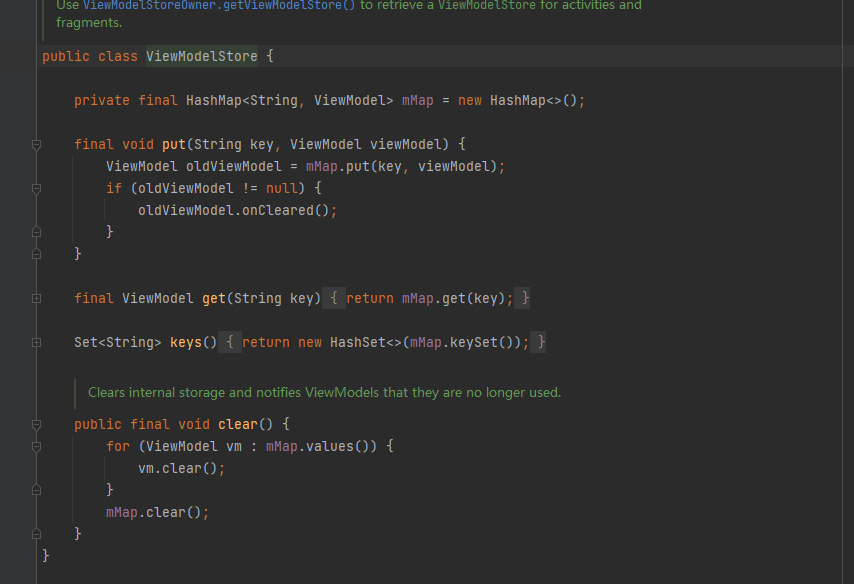 Use ViewModelStoreOwner.getViewModelStore() to retrieve a ViewModelStore for activities and
fragments.
public class ViewModelStore {
private final HashMap<String, ViewModel> mMap = new HashMap<>();
final void put(String key, ViewModel viewModel) {
ViewModel oldViewModel = mMap.put(key, viewModel);
if (oldViewModel != null) {
oldViewModel.onCleared();
}
}
final ViewModel get(String key) { return mMap.get(key); }
Set<String> keys() { return new HashSet<>(mMap.keySet()); }
Clears internal storage and notifies ViewModels that they are no longer used.
public final void clear() {
for (ViewModel vm : mMap.values()) {
vm.clear();
}
mMap.clear();
}
}